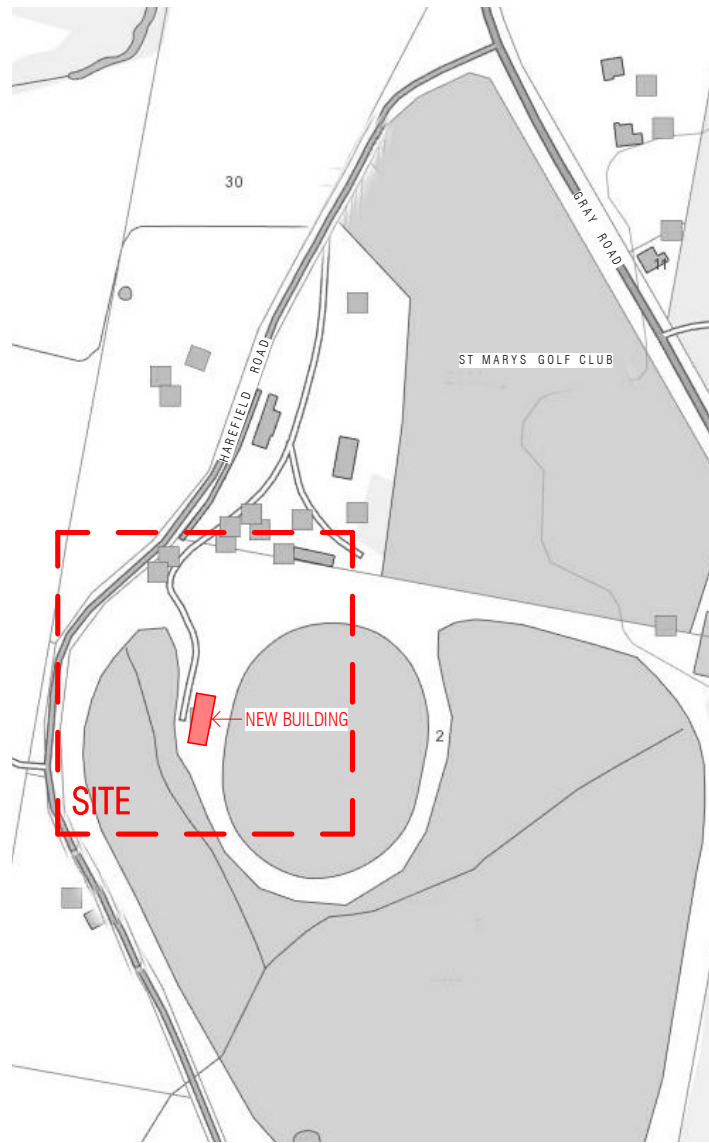 30
GRAY ROAD
11
HAREFIELD ROAD
ST MARYS GOLF CLUB
NEW BUILDING
2
SITE